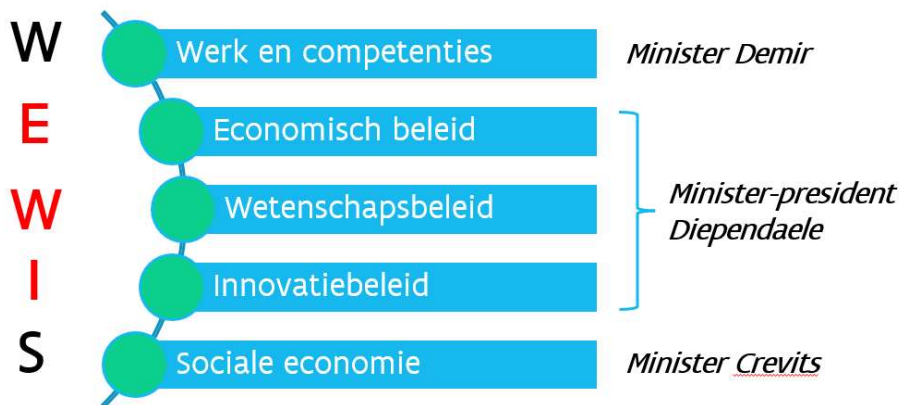 W Werk en competenties Minister Demir
E Economisch beleid
W Wetenschapsbeleid
Minister-president
Diependaele
I Innovatiebeleid
S Sociale economie Minister Crevits